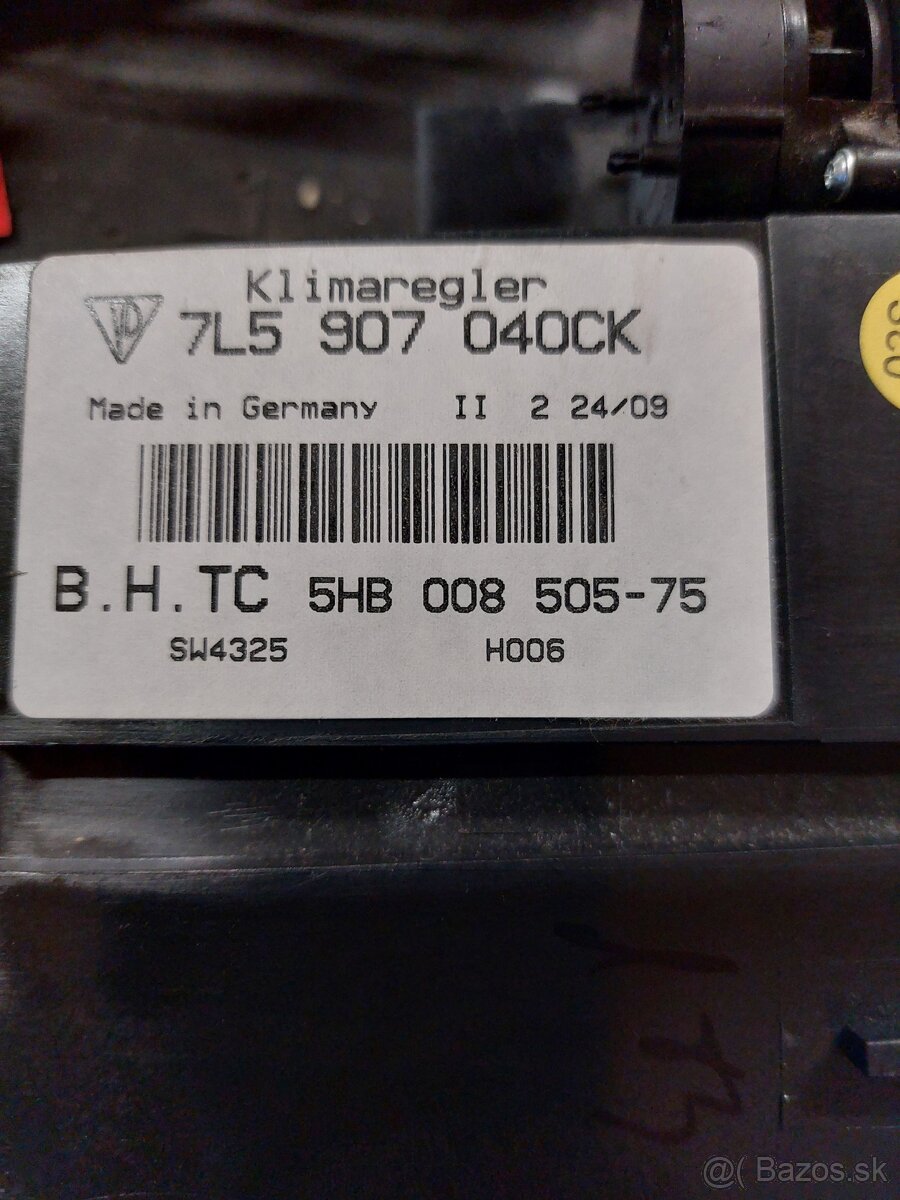 Klimaregler
7L5 907 040CK
Made in Germany II 2 24/09
B.H.TC 5HB 008 505-75
SW4325 H006
@( Bazos.sk